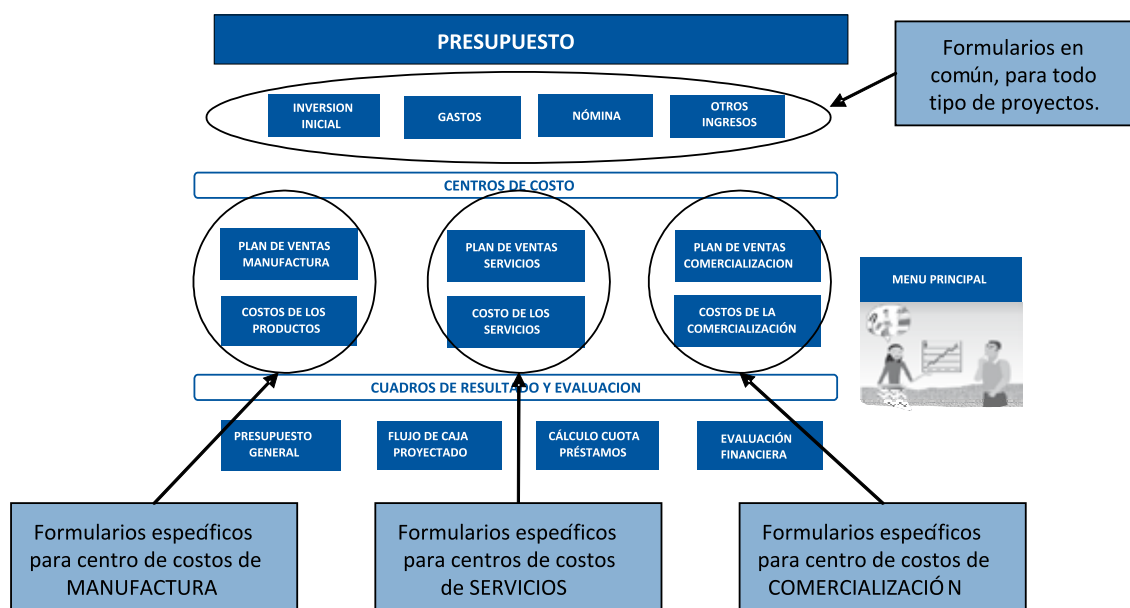 PRESUPUESTO
Formularios en
común, para todo
tipo de proyectos.
INVERSION
INICIAL
GASTOS
NÓMINA
OTROS
INGRESOS
CENTROS DE COSTO
PLAN DE VENTAS
MANUFACTURA
PLAN DE VENTAS
SERVICIOS
PLAN DE VENTAS
COMERCIALIZACION
COSTOS DE LOS
PRODUCTOS
COSTO DE LOS
SERVICIOS
COSTOS DE LA
COMERCIALIZACIÓN
MENU PRINCIPAL
CUADROS DE RESULTADO Y EVALUACION
PRESUPUESTO
GENERAL
FLUJO DE CAJA
PROYECTADO
CÁLCULO CUOTA
PRÉSTAMOS
EVALUACIÓN
FINANCIERA
Formularios específicos
para centro de costos de
MANUFACTURA
Formularios específicos
para centros de costos
de SERVICIOS
Formularios específicos
para centro de costos de
COMERCIALIZACIÓN